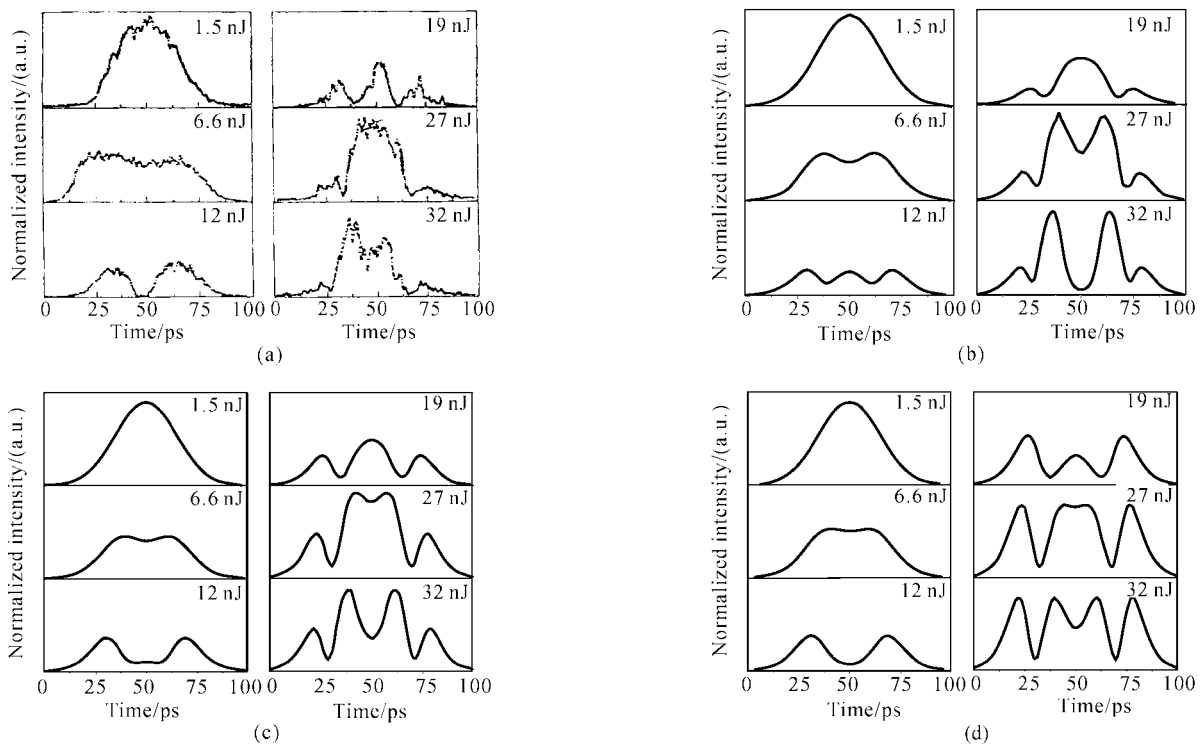 Normalized intensity/(a.u.)
1.5 nJ
6.6 nJ
12 nJ
0 25 50 75 100
Time/ps
19 nJ
27 nJ
32 nJ
0 25 50 75 100
Time/ps
(a)
Normalized intensity/(a.u.)
1.5 nJ
6.6 nJ
12 nJ
0 25 50 75 100
Time/ps
19 nJ
27 nJ
32 nJ
0 25 50 75 100
Time/ps
(b)
Normalized intensity/(a.u.)
1.5 nJ
6.6 nJ
12 nJ
0 25 50 75 100
Time/ps
19 nJ
27 nJ
32 nJ
0 25 50 75 100
Time/ps
(c)
Normalized intensity/(a.u.)
1.5 nJ
6.6 nJ
12 nJ
0 25 50 75 100
Time/ps
19 nJ
27 nJ
32 nJ
0 25 50 75 100
Time/ps
(d)